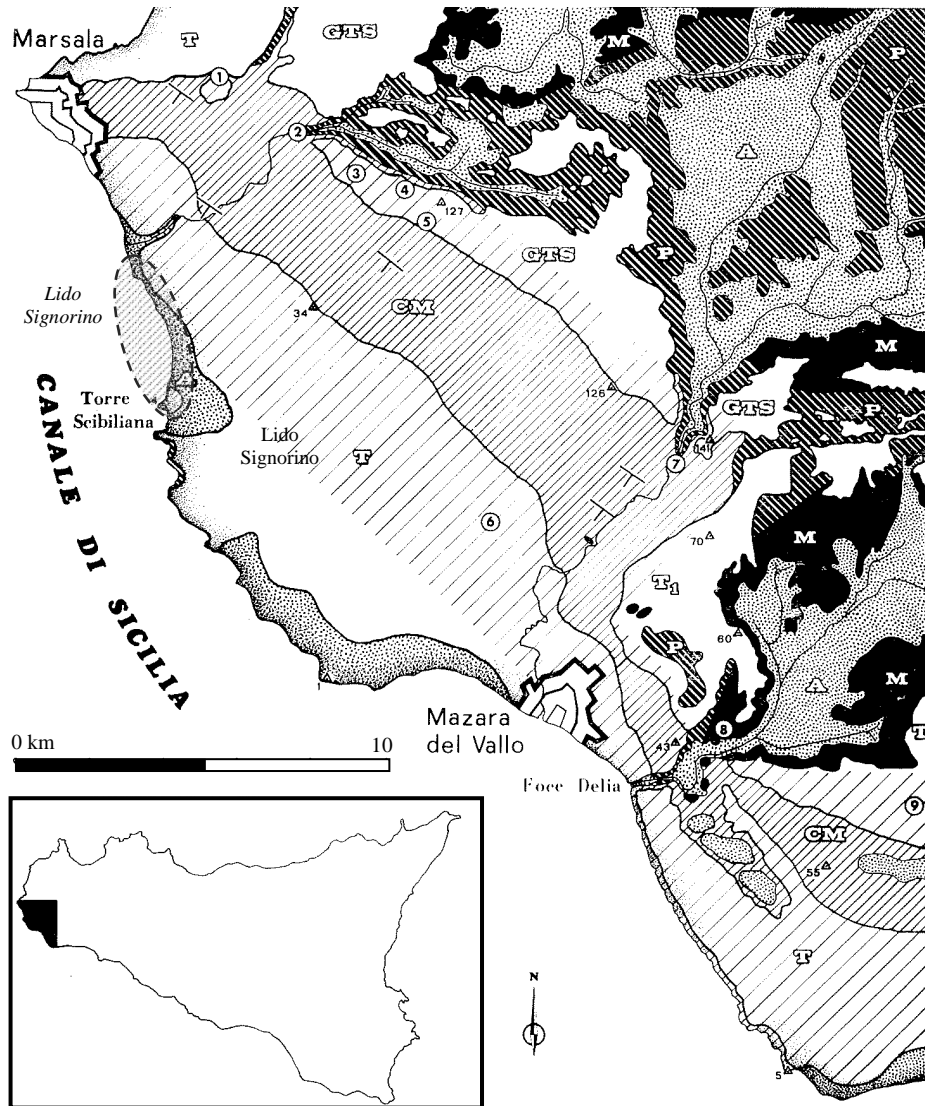 Marsala
T
GTS
M
P
1
2
3
4
127
5
A
GTS
P
Lido
Signorino
34
CM
M
CANALE DI SICILIA
A
Torre
Scibiliana
126
GTS
P
P
Lido
Signorino
T
141
7
6
70
M
T1
60
P
A
M
Mazara
del Vallo
43
8
T
0 km
10
Foce Delia
9
CM
55
T
N
5